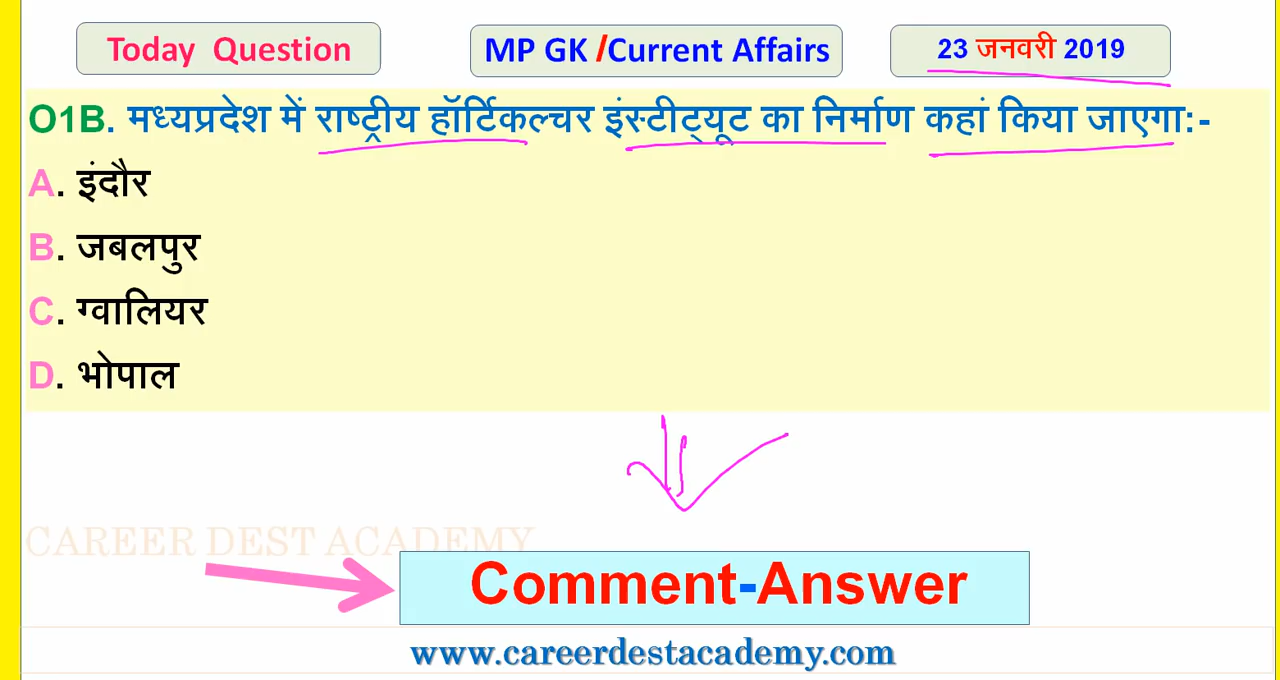 Today Question
MP GK /Current Affairs
23 जनवरी 2019
O1B. मध्यप्रदेश में राष्ट्रीय हॉर्टिकल्चर इंस्टीट्यूट का निर्माण कहां किया जाएगा:-
A. इंदौर
B. जबलपुर
C. ग्वालियर
D. भोपाल
CAREER DEST ACADEMY
Comment-Answer
www.careerdestacademy.com